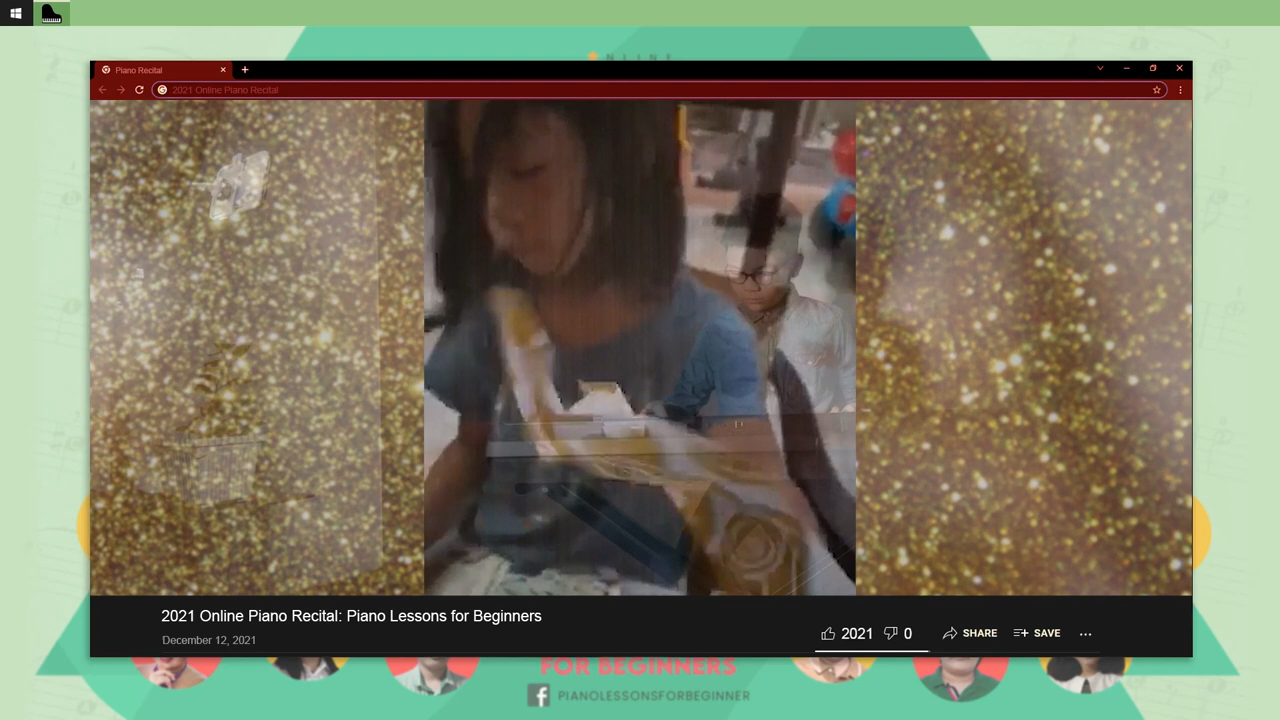 NLINE
Piano Recital
2021 Online Piano Recital
2021 Online Piano Recital: Piano Lessons for Beginners
December 12, 2021
2021
0
SHARE
SAVE
FOR BEGINNERS
PIANOLESSONSFORBEGINNER